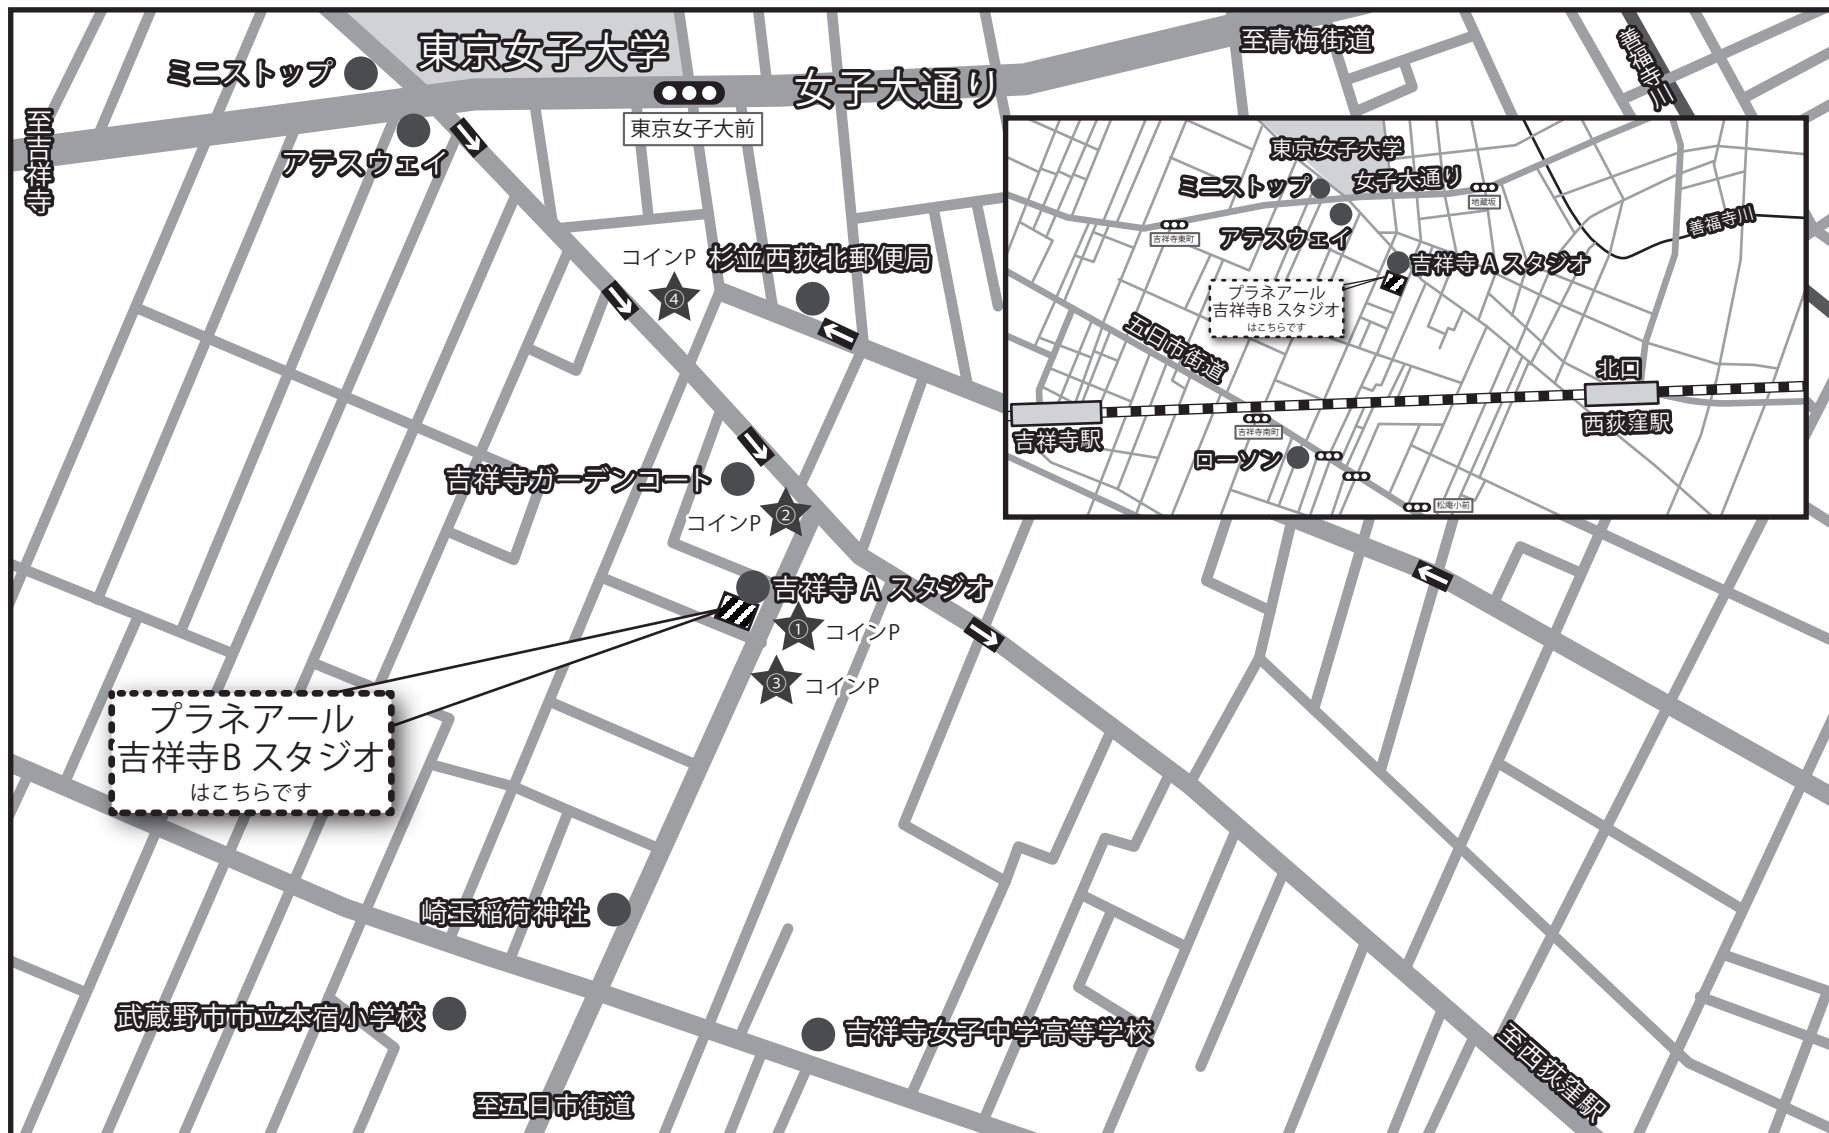 東京女子大学
ミニストップ
女子大通り
至青梅街道
善福寺川
至吉祥寺
東京女子大前
アテスウェイ
コインP
④
杉並西荻北郵便局
吉祥寺ガーデンコート
コインP
②
吉祥寺 A スタジオ
①
コインP
③
コインP
プラネアール
吉祥寺B スタジオ
はこちらです
崎玉稲荷神社
武蔵野市市立本宿小学校
吉祥寺女子中学高等学校
至五日市街道
至西荻窪駅
東京女子大学
ミニストップ
女子大通り
地蔵坂
吉祥寺東町
アテスウェイ
善福寺川
吉祥寺 A スタジオ
プラネアール
吉祥寺B スタジオ
はこちらです
五日市街道
北口
吉祥寺駅
吉祥寺南町
西荻窪駅
ローソン
松庵小前